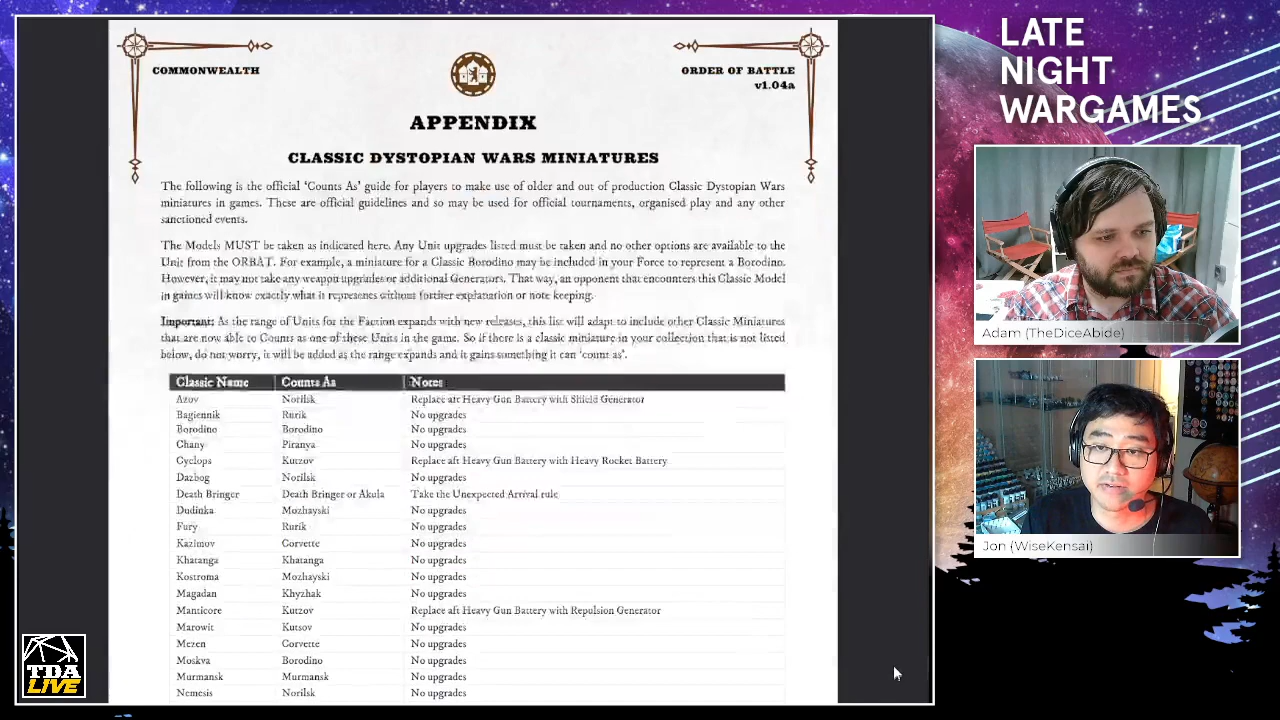 COMMONWEALTH
ORDER OF BATTLE
v1.04a
APPENDIX
CLASSIC DYSTOPIAN WARS MINIATURES
The following is the official 'Counts As' guide for players to make use of older and out of production Classic Dystopian Wars
miniatures in games. These are official guidelines and so may be used for official tournaments, organised play and any other
sanctioned events.
The Models MUST be taken as indicated here. Any Unit upgrades listed must be taken and no other options are available to the
Unit from the ORBAT. For example, a miniature for a Classic Borodino may be included in your Force to represent a Borodino.
However, it may not take any weapon upgrades or additional Generators. That way, an opponent that encounters this Classic Model
in games will know exactly what it represents without further explanation or note keeping.
Important: As the range of Units for the Faction expands with new releases, this list will adapt to include other Classic Miniatures
that are now able to Counts as one of these Units in the game. So if there is a classic miniature in your collection that is not listed
below, do not worry, it will be added as the range expands and it gains something it can 'count as'.
Classic Name Counts As Notes
Azov Norilsk Replace aft Heavy Gun Battery with Shield Generator
Bagiennik Rurik No upgrades
Borodino Borodino No upgrades
Chany Piranya No upgrades
Cyclops Kutzov Replace aft Heavy Gun Battery with Heavy Rocket Battery
Dazbog Norilsk No upgrades
Death Bringer Death Bringer or Akula Take the Unexpected Arrival rule
Dudinka Mozhayski No upgrades
Fury Rurik No upgrades
Kazimov Corvette No upgrades
Khatanga Khatanga No upgrades
Kostroma Mozhayski No upgrades
Magadan Khyzhak No upgrades
Manticore Kutzov Replace aft Heavy Gun Battery with Repulsion Generator
Marowit Kutsov No upgrades
Mezen Corvette No upgrades
Moskva Borodino No upgrades
Murmansk Murmansk No upgrades
Nemesis Norilsk No upgrades
LATE
NIGHT
WARGAMES
Adam (TheDiceAbide)
Jon (WiseKensai)
TDA
LIVE